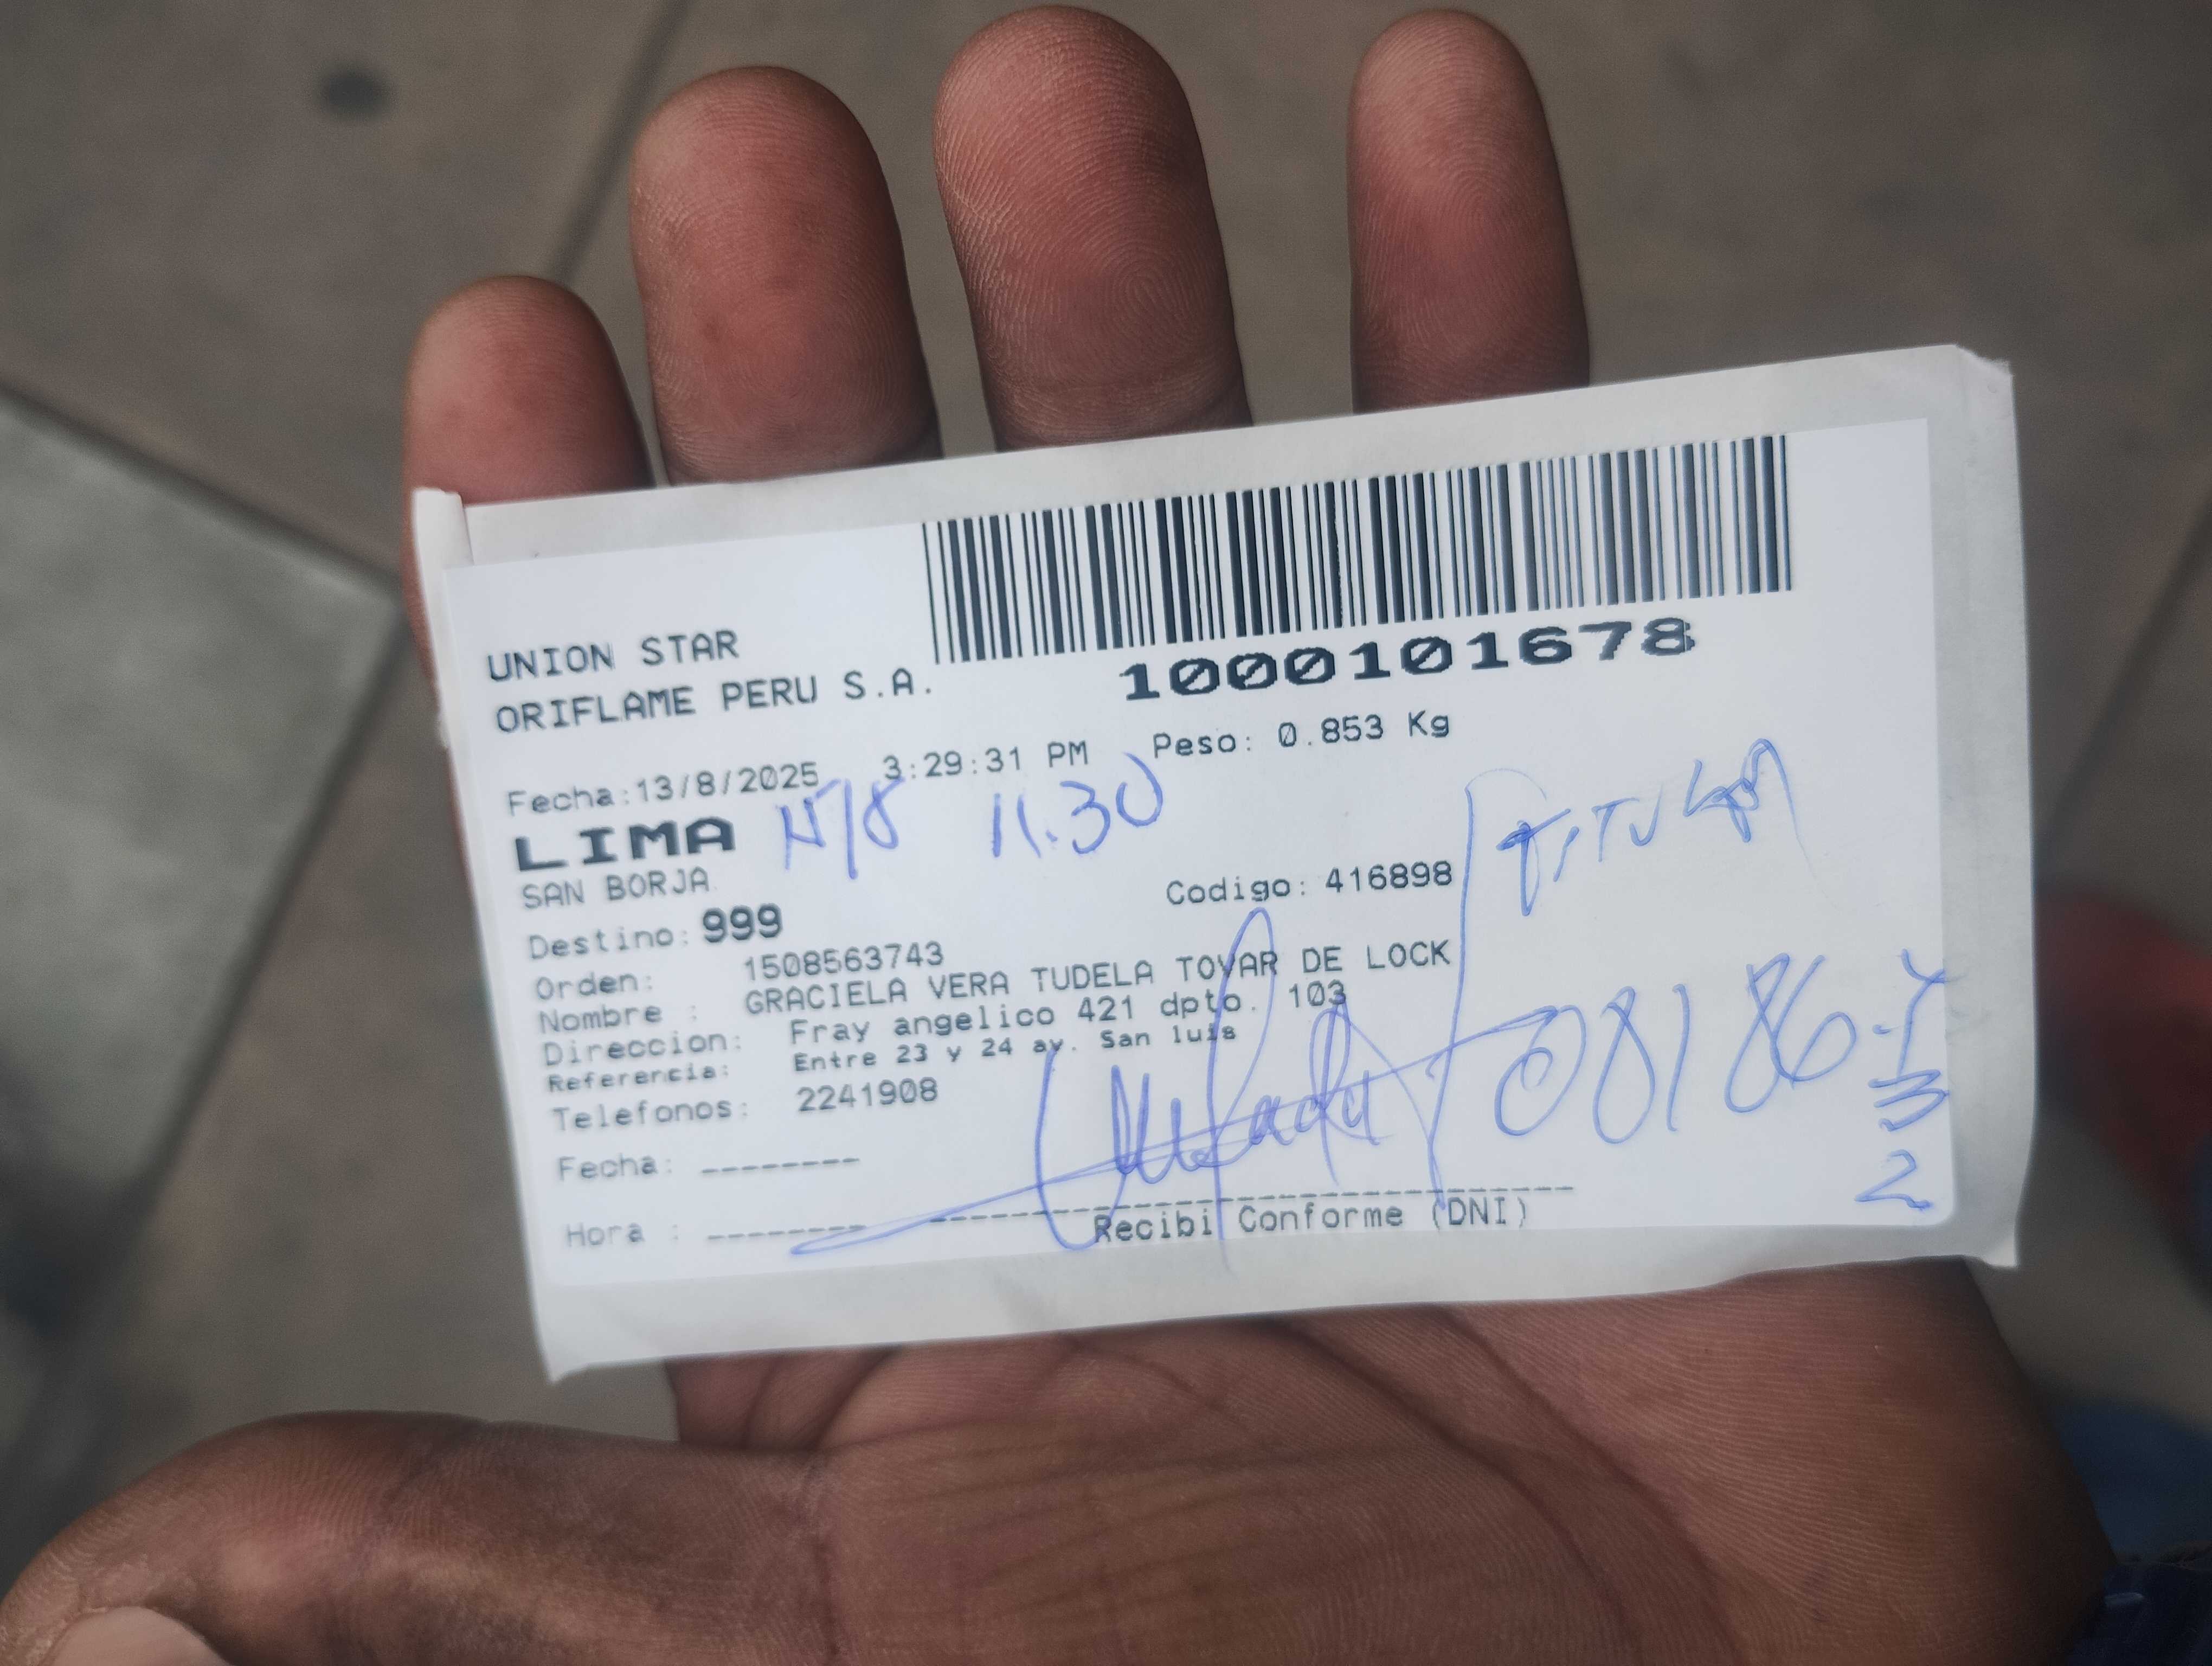 UNION STAR
ORIFLAME PERU S.A.
1000101678
Fecha:13/8/2025 3:29:31 PM Peso: 0.853 Kg
LIMA 11.30
TITULAR
SAN BORJA
Codigo: 416898
Destino: 999
Orden: 1508563743
Nombre : GRACIELA VERA TUDELA TOVAR DE LOCK
Direccion: Fray angelico 421 dpto. 103
Referencia: Entre 23 y 24 av. San luis
Telefonos: 2241908
08186
Fecha: --------
Hora : --------
Recibi Conforme (DNI)